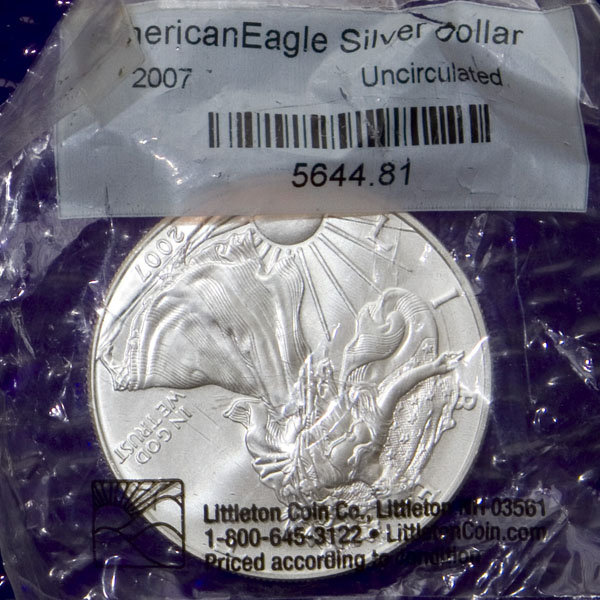 mericanEagle Silver dollar
2007 Uncirculated
5644.81
2007
L I B
IN GOD
WE TRUST
Littleton Coin Co., Littleton, NH 03561
1-800-645-3122 • LittletonCoin.com
Priced according to condition